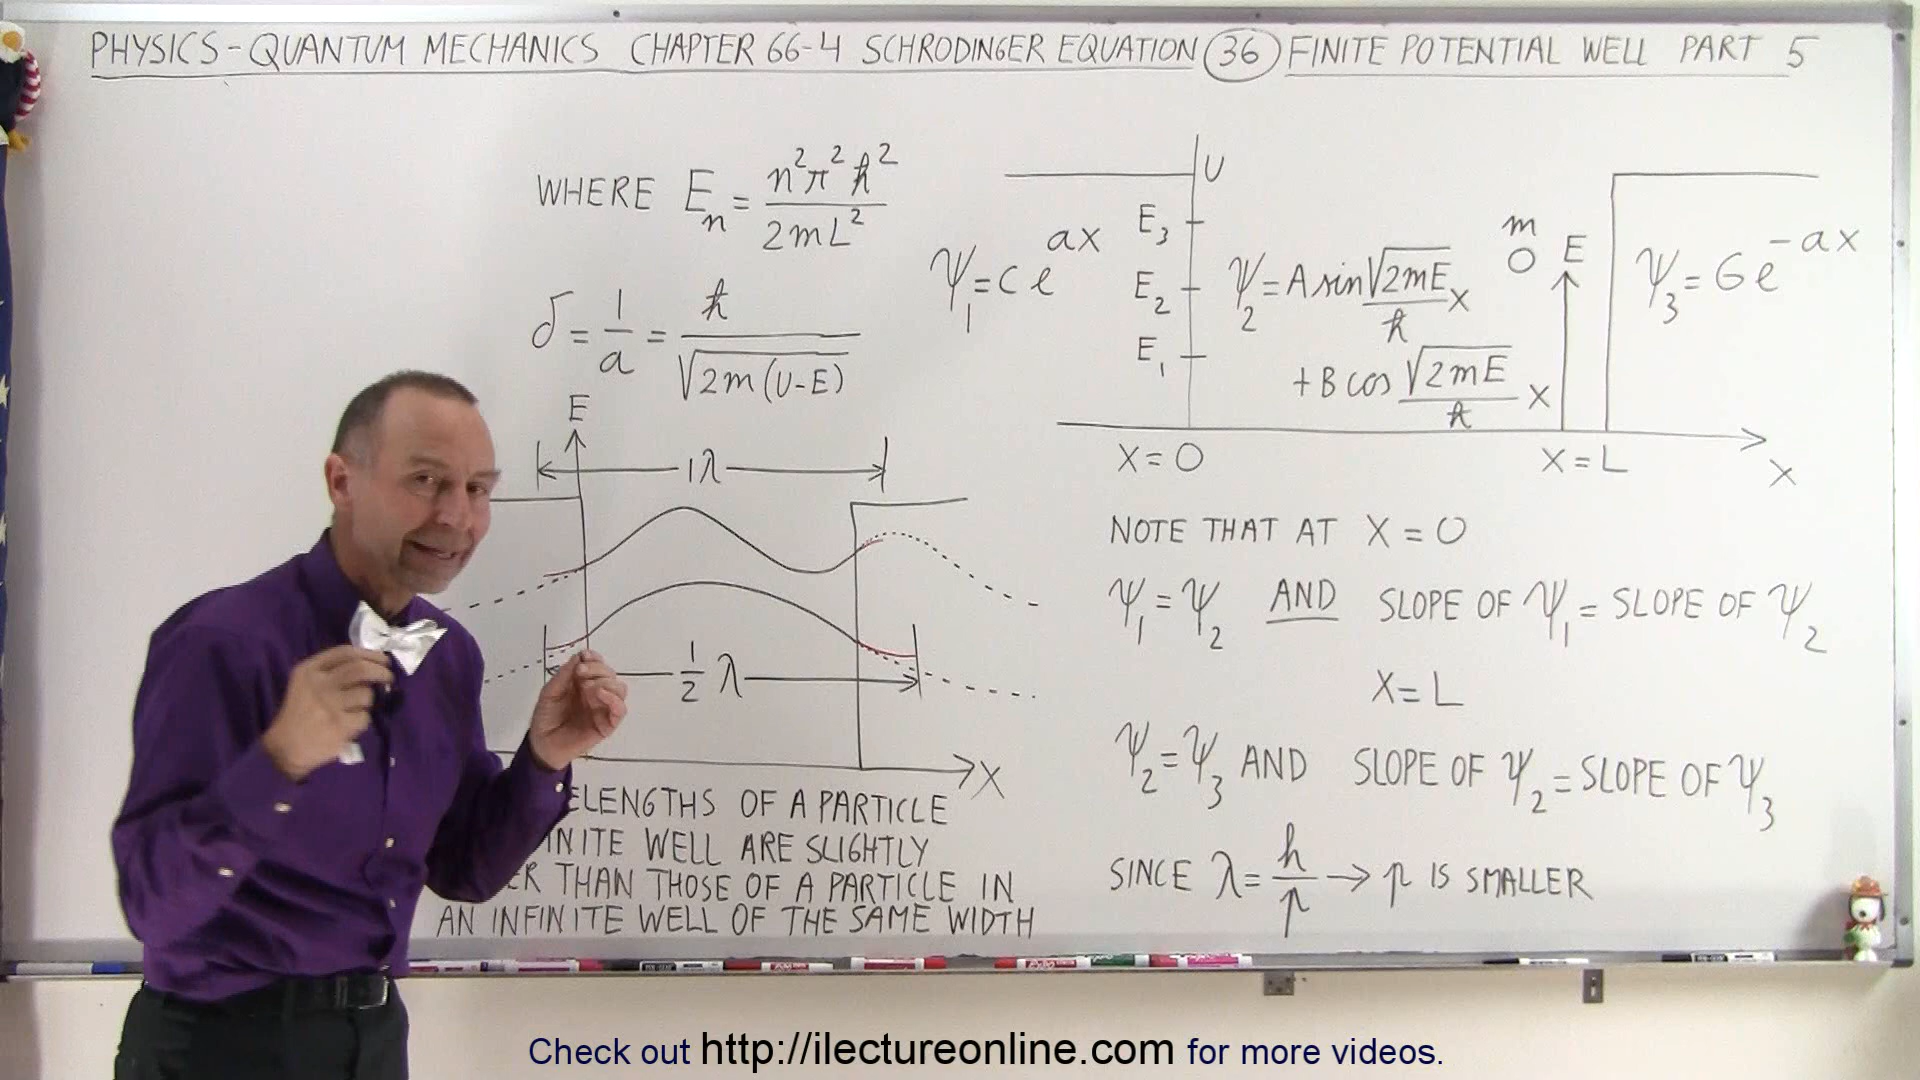 PHYSICS - QUANTUM MECHANICS CHAPTER 66-4 SCHRODINGER EQUATION 36 FINITE POTENTIAL WELL PART 5
WHERE Eₙ = n²π²ħ² / 2mL²
δ = 1/a = ħ / √2m(U-E)
E
1λ
½ λ
X
OF A PARTICLE
WELL ARE SLIGHTLY
THAN THOSE OF A PARTICLE IN
AN INFINITE WELL OF THE SAME WIDTH
U
E₃
E₂
E₁
ψ₁ = C e^ax
ψ₂ = A sin √2mE/ħ x
+ B cos √2mE/ħ x
m
E
ψ₃ = G e^-ax
X = 0
X = L
X
NOTE THAT AT X = 0
ψ₁ = ψ₂ AND SLOPE OF ψ₁ = SLOPE OF ψ₂
X = L
ψ₂ = ψ₃ AND SLOPE OF ψ₂ = SLOPE OF ψ₃
SINCE λ = h/p → p IS SMALLER
Check out http://ilectureonline.com for more videos.